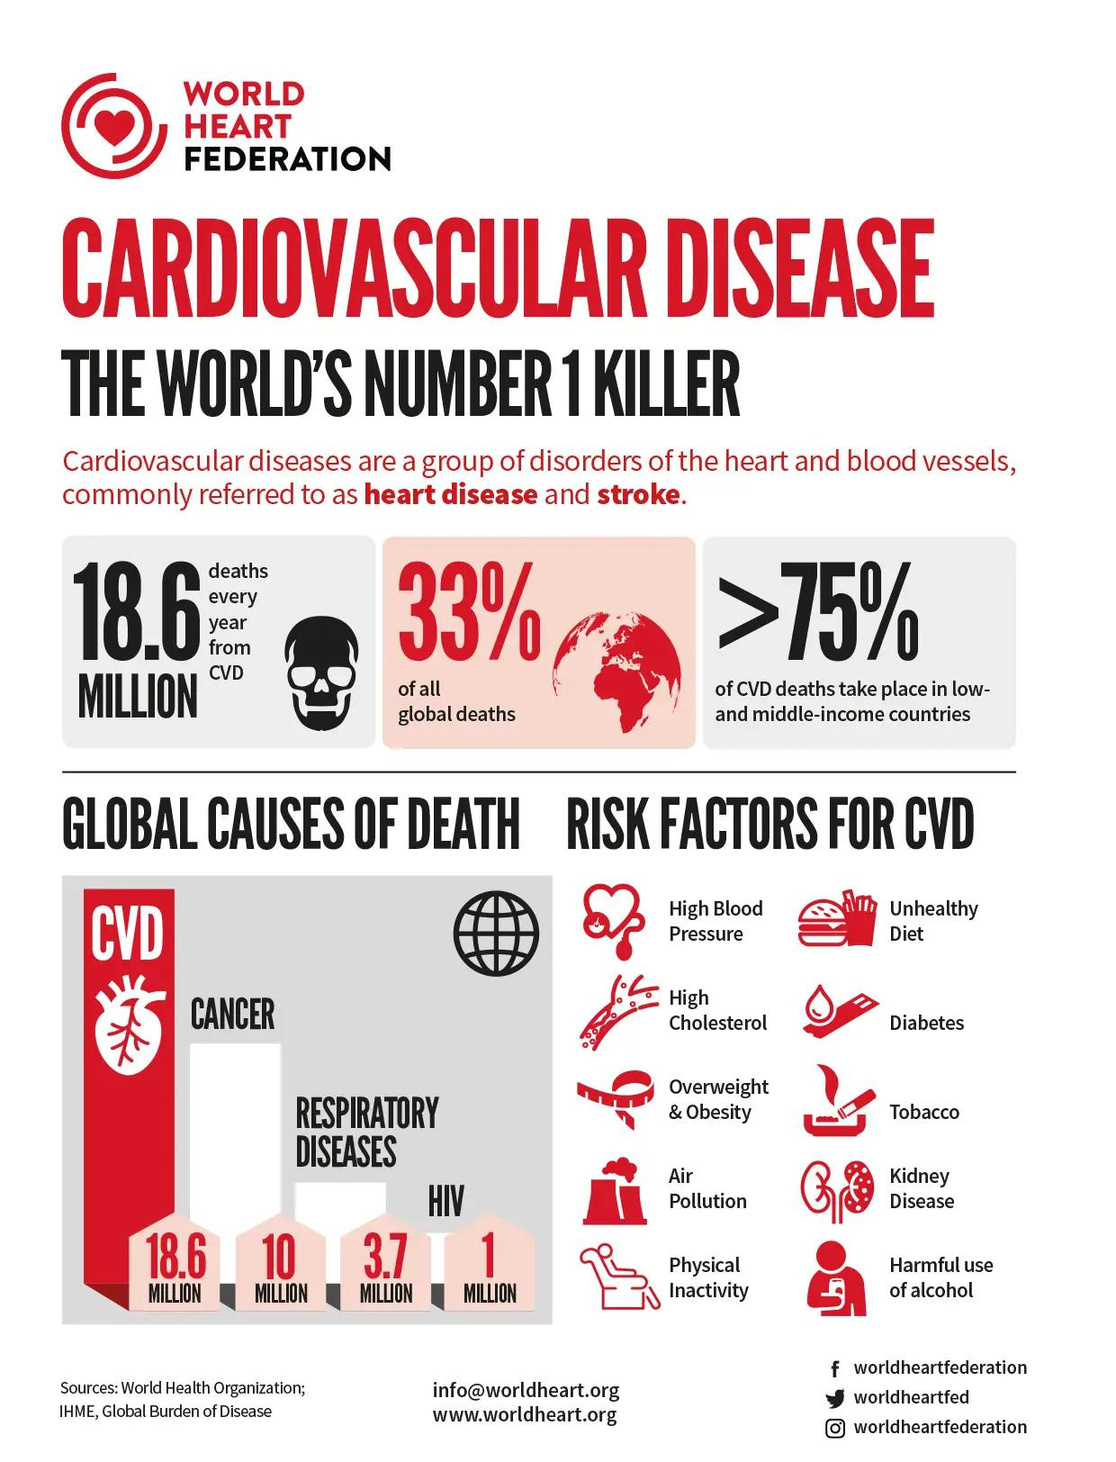 WORLD
HEART
FEDERATION
CARDIOVASCULAR DISEASE
THE WORLD'S NUMBER 1 KILLER
Cardiovascular diseases are a group of disorders of the heart and blood vessels,
commonly referred to as heart disease and stroke.
18.6
MILLION
deaths
every
year
from
CVD
33%
of all
global deaths
>75%
of CVD deaths take place in low-
and middle-income countries
GLOBAL CAUSES OF DEATH
CVD
CANCER
RESPIRATORY
DISEASES
HIV
18.6
MILLION
10
MILLION
3.7
MILLION
1
MILLION
RISK FACTORS FOR CVD
High Blood
Pressure
Unhealthy
Diet
High
Cholesterol
Diabetes
Overweight
& Obesity
Tobacco
Air
Pollution
Kidney
Disease
Physical
Inactivity
Harmful use
of alcohol
Sources: World Health Organization;
IHME, Global Burden of Disease
info@worldheart.org
www.worldheart.org
worldheartfederation
worldheartfed
worldheartfederation